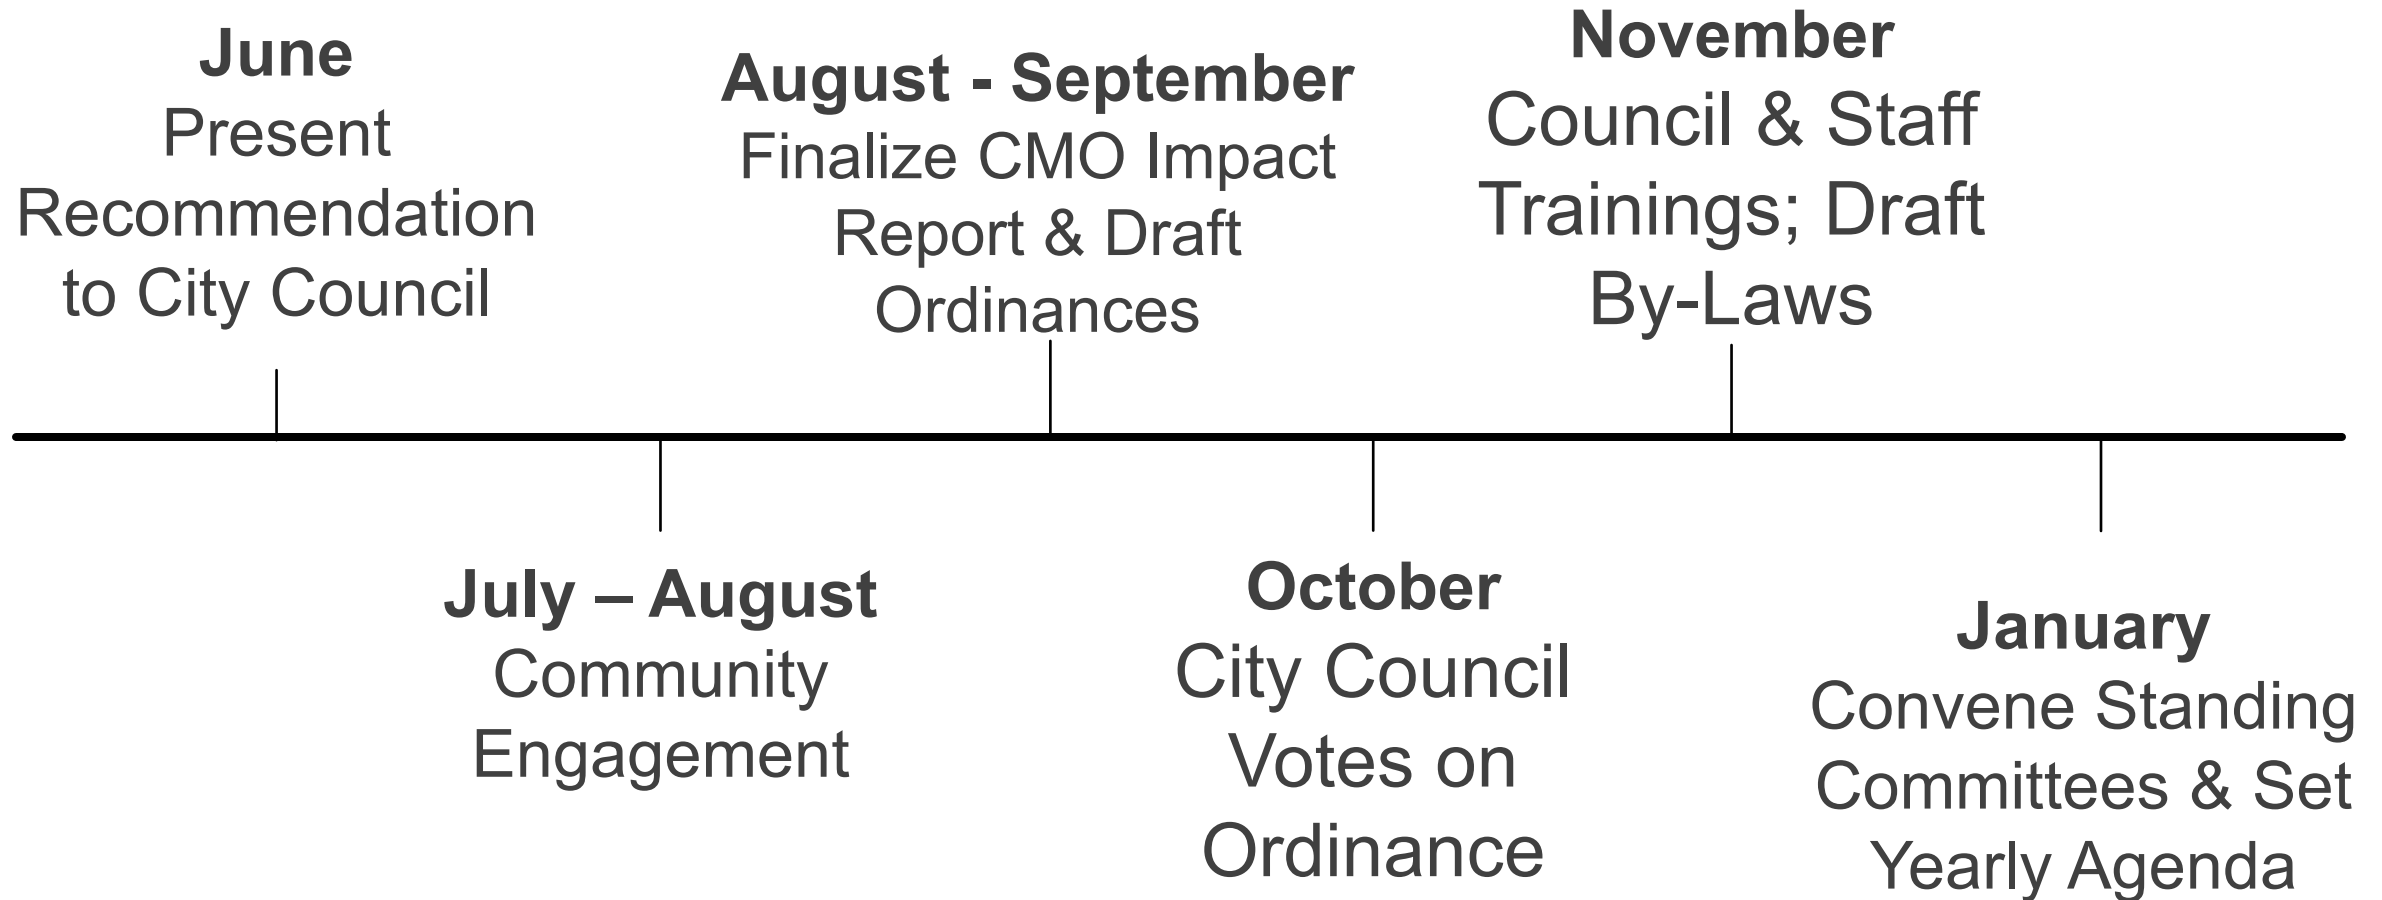 June
Present
Recommendation
to City Council
July – August
Community
Engagement
August - September
Finalize CMO Impact
Report & Draft
Ordinances
October
City Council
Votes on
Ordinance
November
Council & Staff
Trainings; Draft
By-Laws
January
Convene Standing
Committees & Set
Yearly Agenda